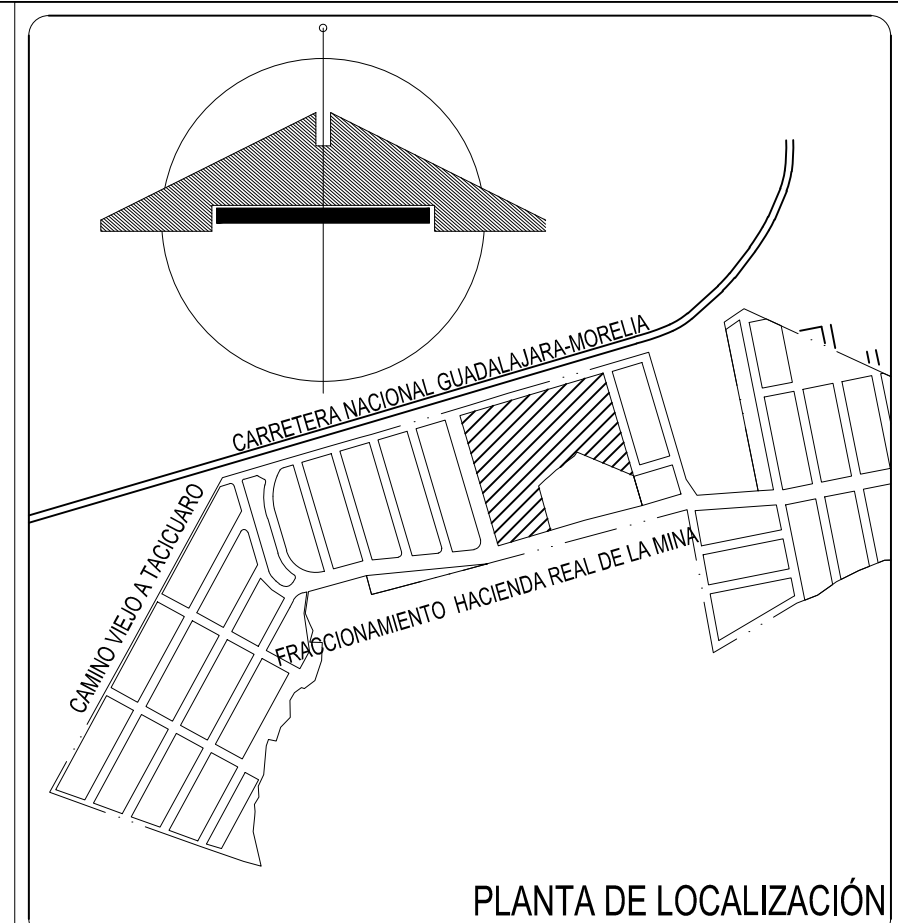 CARRETERA NACIONAL GUADALAJARA-MORELIA
CAMINO VIEJO A TACICUARO
FRACCIONAMIENTO HACIENDA REAL DE LA MINA
PLANTA DE LOCALIZACIÓN